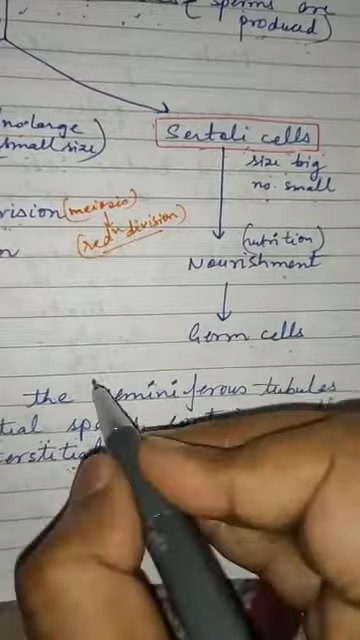 sperms are
produced)
no. large
small size)
Sertoli cells
size big
no. small
(meiosis)
(redn division)
(nutrition)
Nourishment
Germ cells
the seminiferous tubules